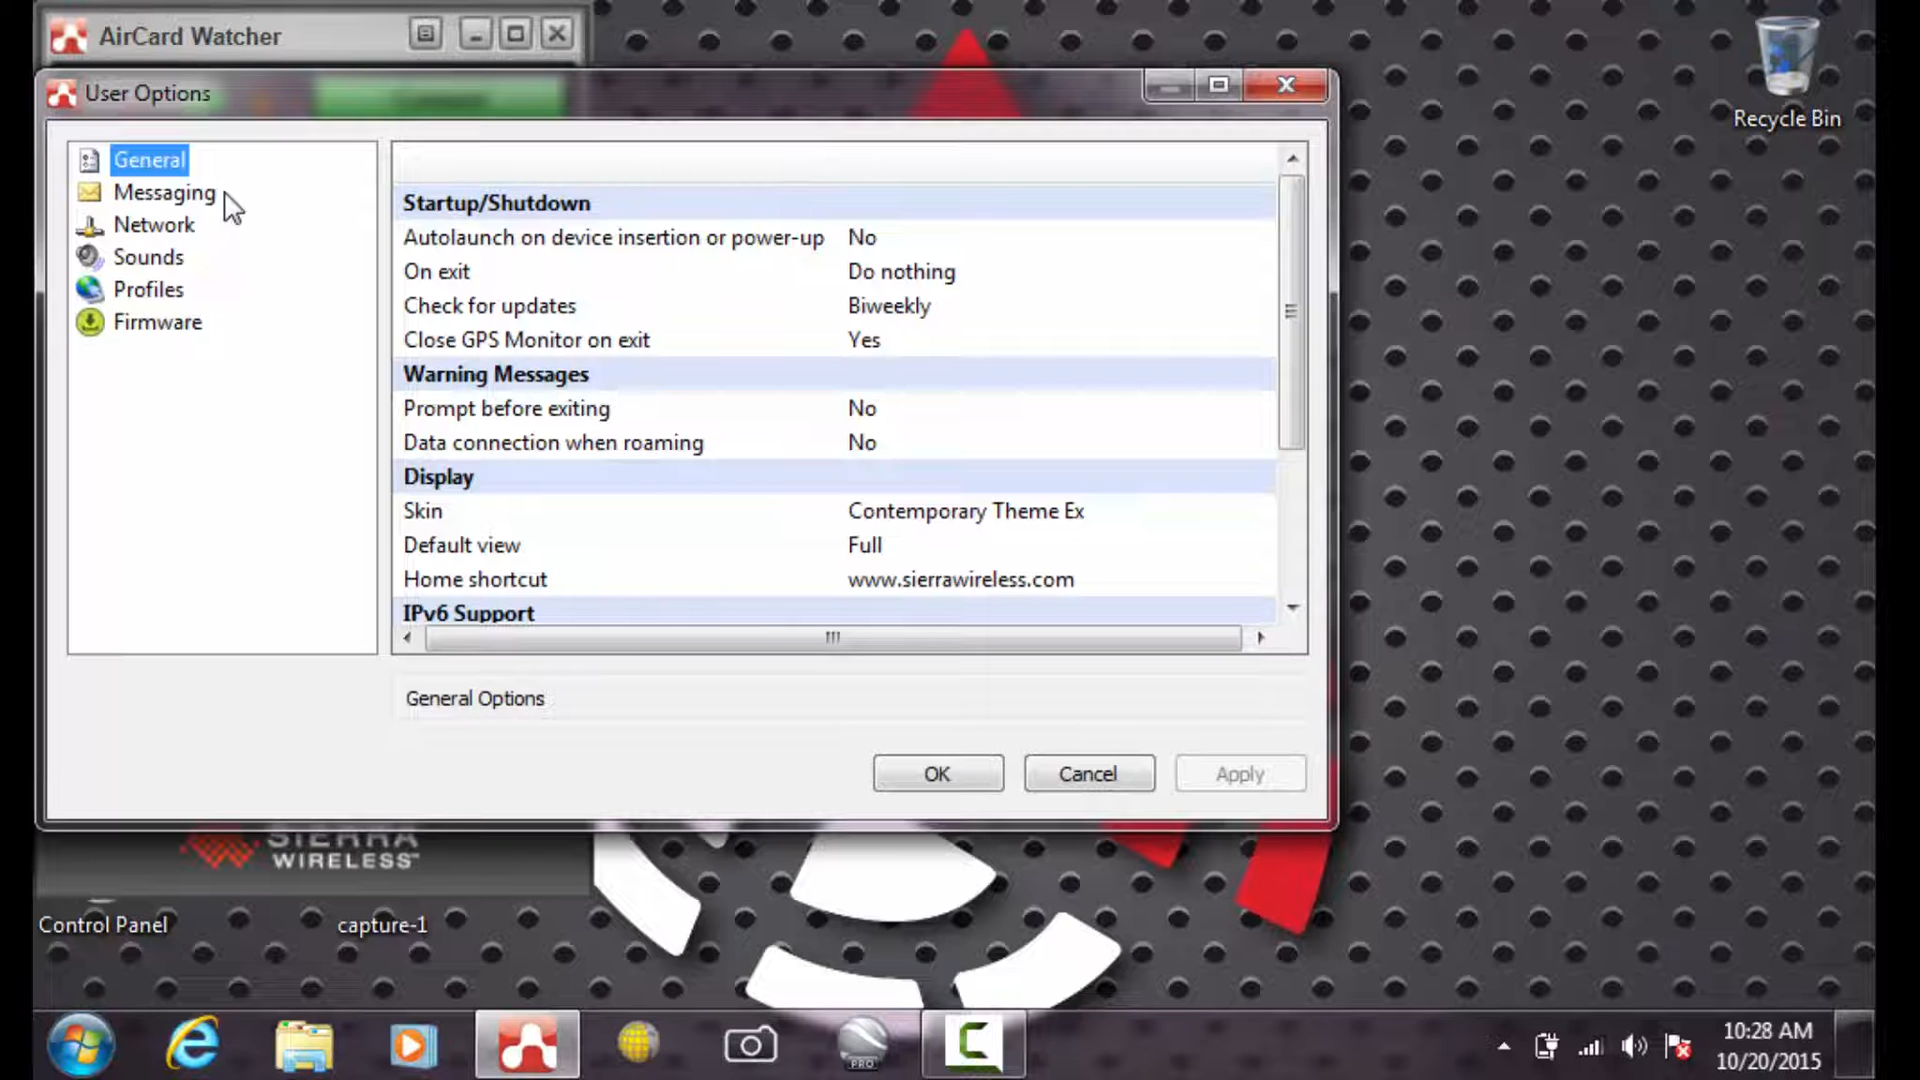 AirCard Watcher
User Options
Recycle Bin
General
Messaging
Network
Sounds
Profiles
Firmware
Startup/Shutdown
Autolaunch on device insertion or power-up No
On exit Do nothing
Check for updates Biweekly
Close GPS Monitor on exit Yes
Warning Messages
Prompt before exiting No
Data connection when roaming No
Display
Skin Contemporary Theme Ex
Default view Full
Home shortcut www.sierrawireless.com
IPv6 Support
General Options
OK Cancel Apply
SIERRA
WIRELESS™
Control Panel capture-1
PRO
10:28 AM
10/20/2015